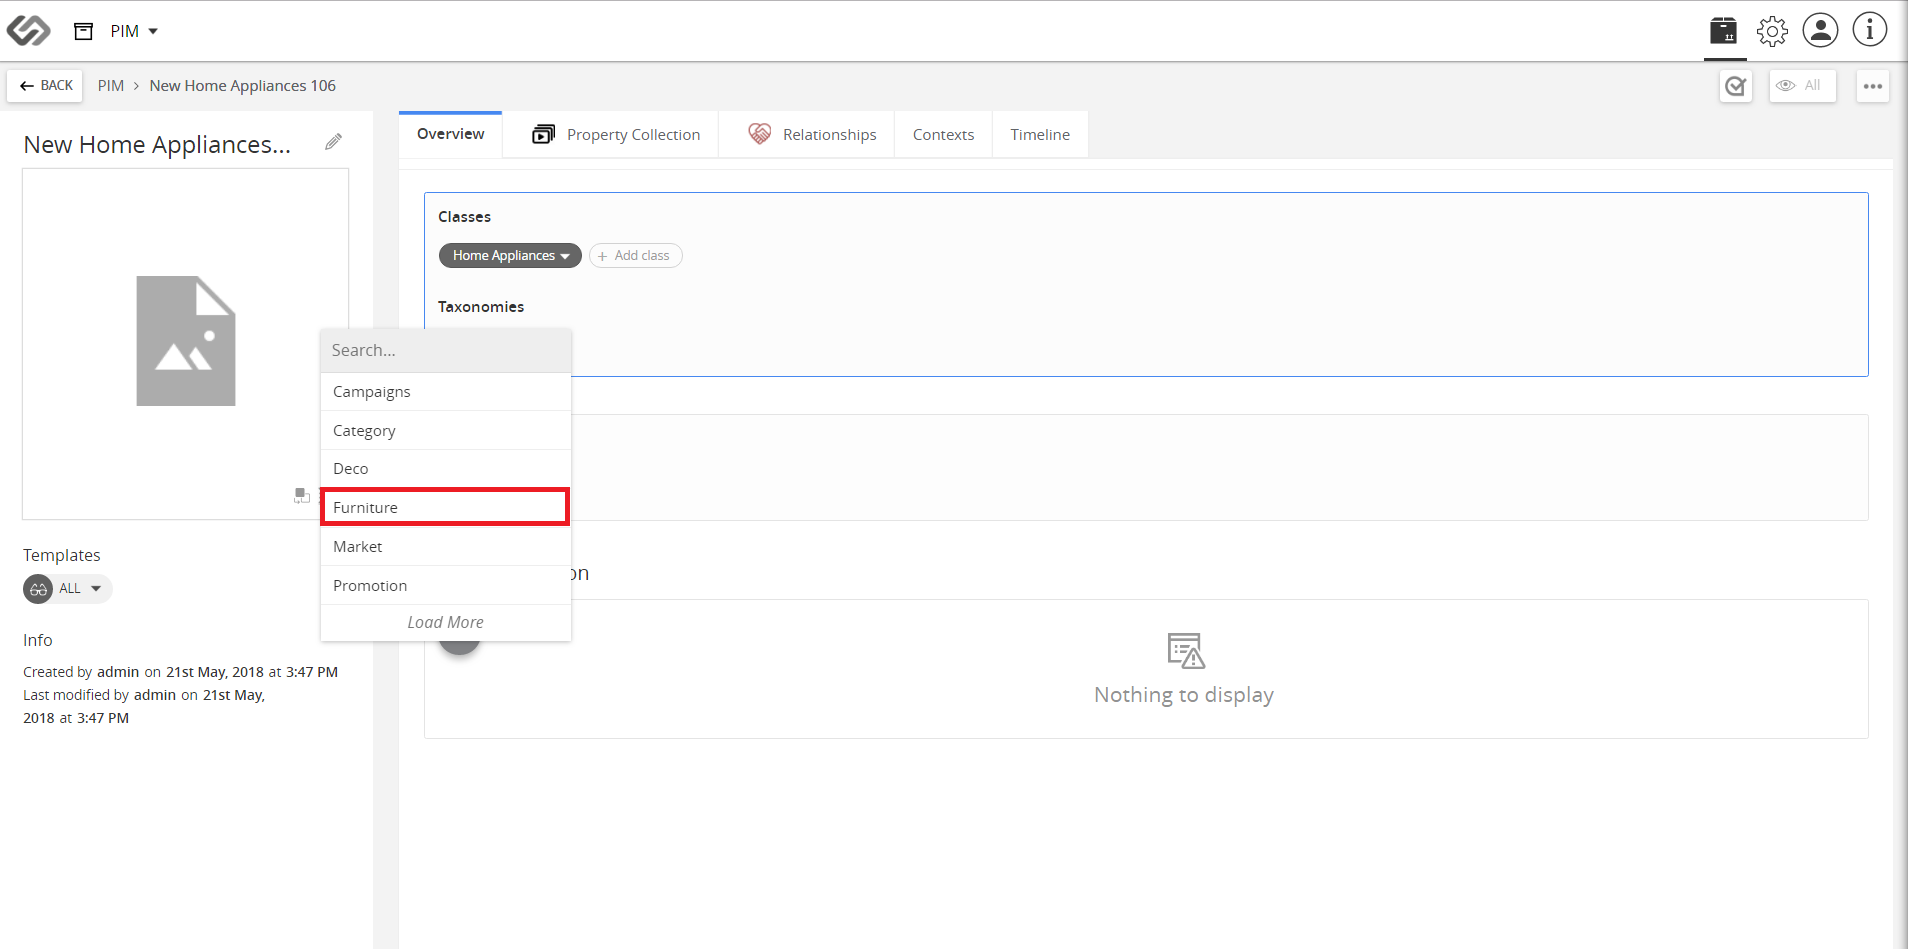 PIM
BACK
PIM > New Home Appliances 106
All
New Home Appliances...
Overview
Property Collection
Relationships
Contexts
Timeline
Classes
Home Appliances
+ Add class
Taxonomies
Search...
Campaigns
Category
Deco
Furniture
Market
Promotion
Load More
on
Nothing to display
Templates
ALL
Info
Created by admin on 21st May, 2018 at 3:47 PM
Last modified by admin on 21st May,
2018 at 3:47 PM